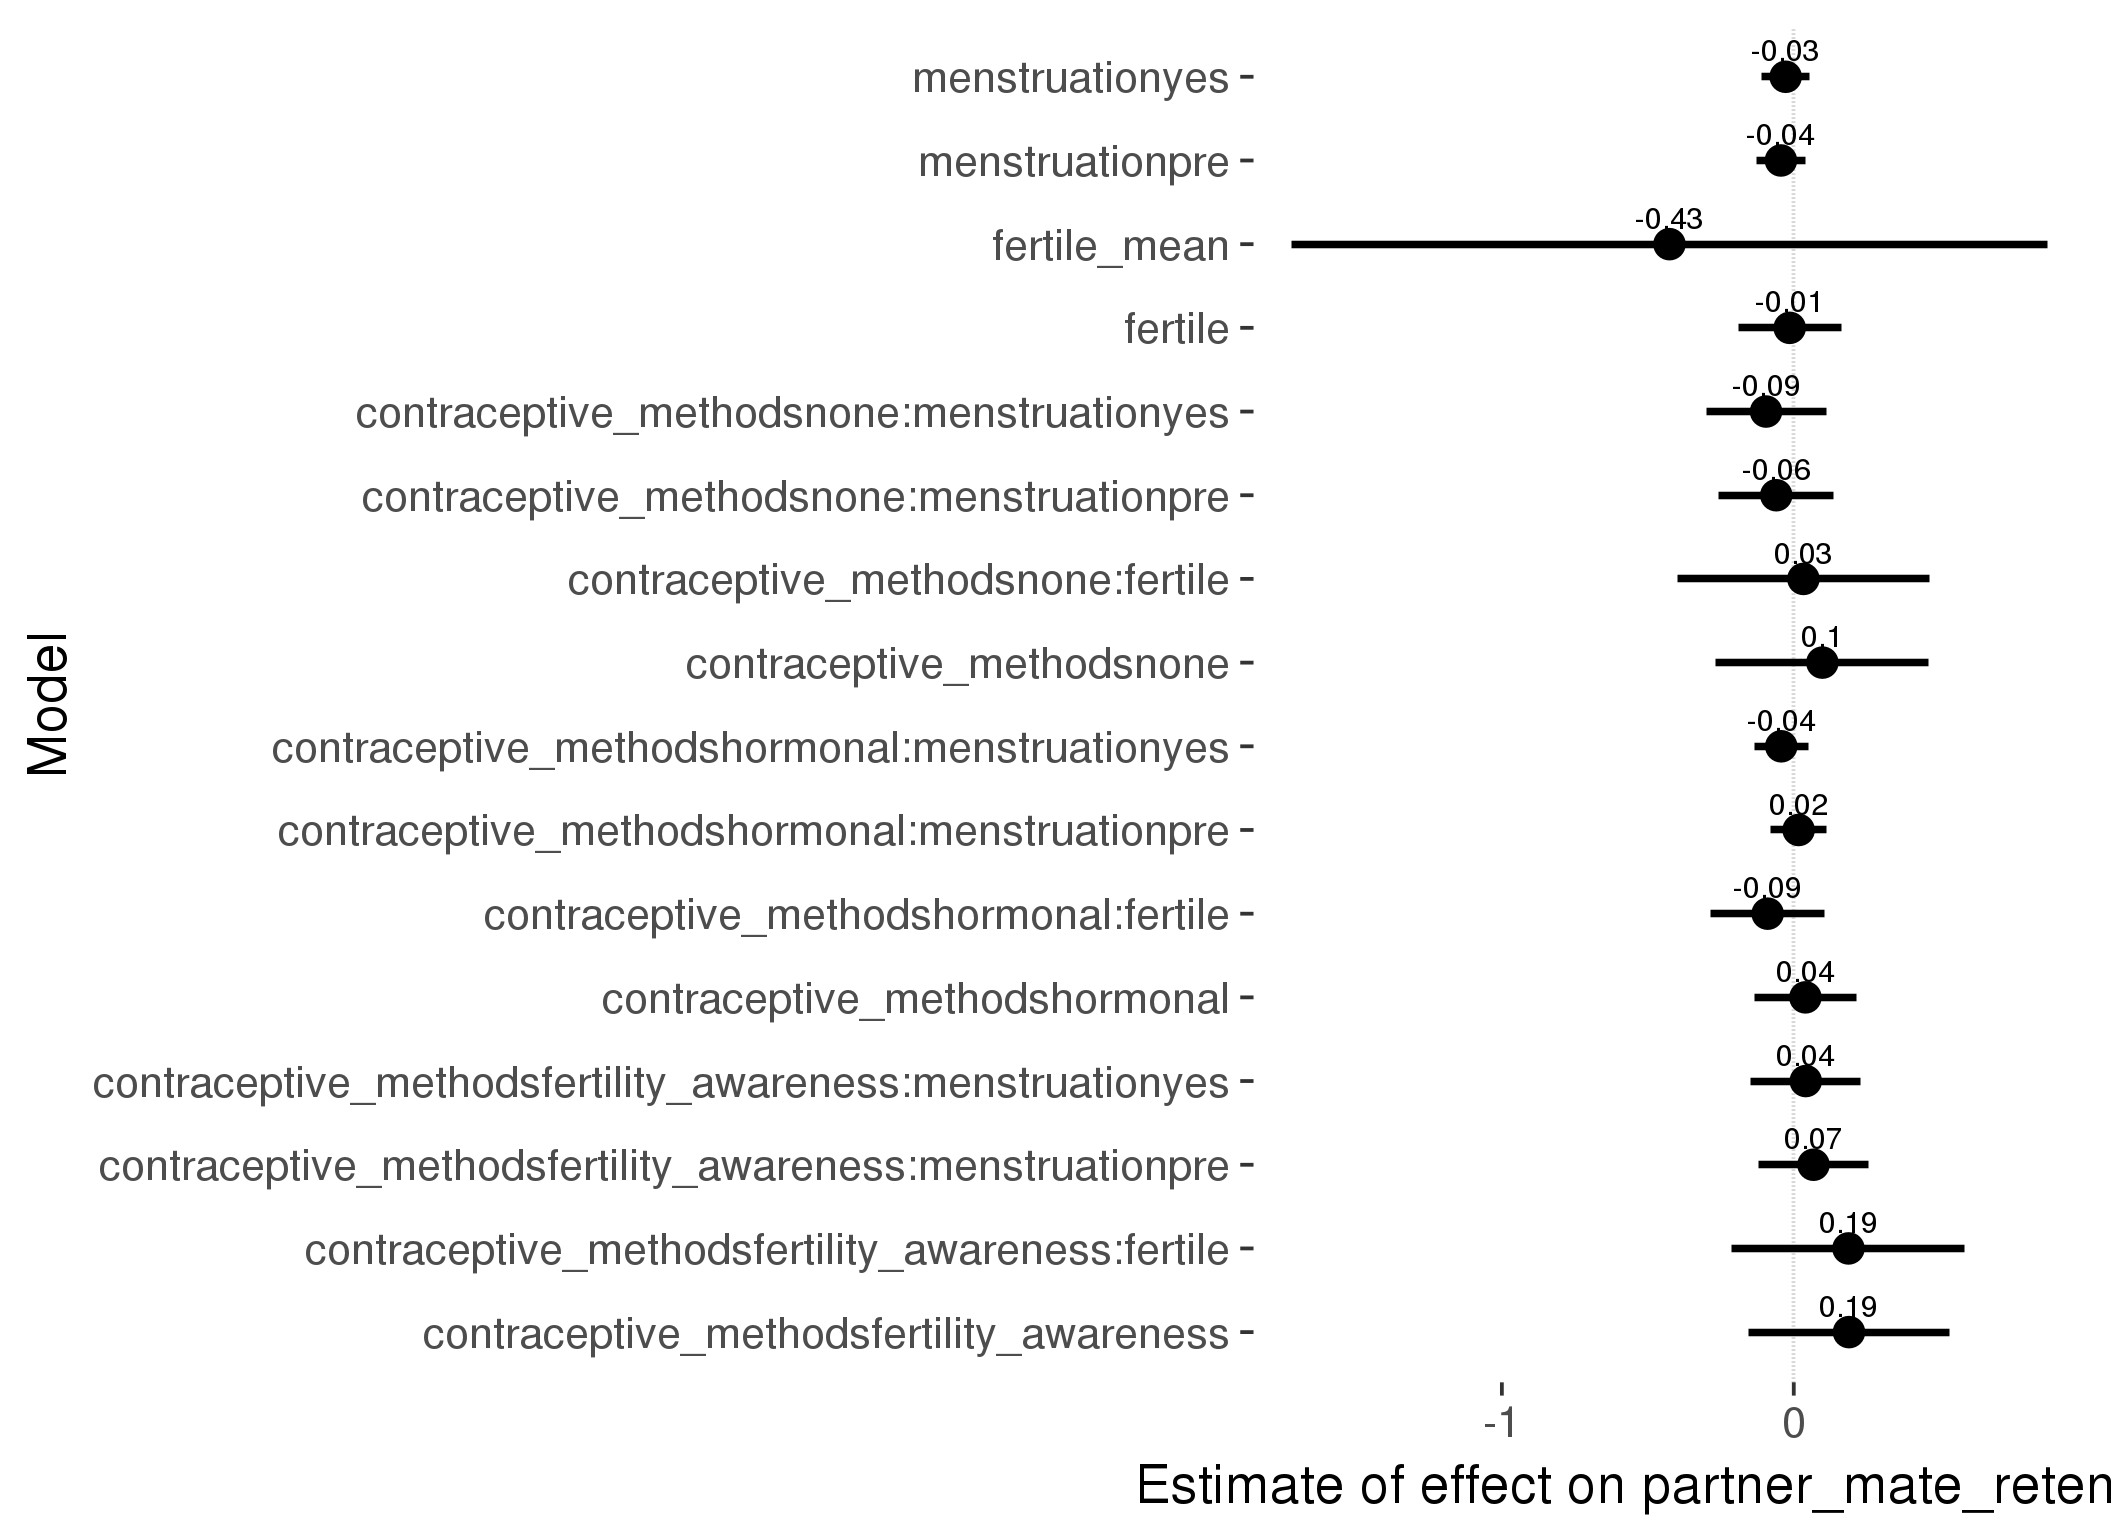 menstruationyes
-0.03
menstruationpre
-0.04
fertile_mean
-0.43
fertile
-0.01
contraceptive_methodsnone:menstruationyes
-0.09
contraceptive_methodsnone:menstruationpre
-0.06
contraceptive_methodsnone:fertile
0.03
contraceptive_methodsnone
0.1
contraceptive_methodshormonal:menstruationyes
-0.04
contraceptive_methodshormonal:menstruationpre
0.02
contraceptive_methodshormonal:fertile
-0.09
contraceptive_methodshormonal
0.04
contraceptive_methodsfertility_awareness:menstruationyes
0.04
contraceptive_methodsfertility_awareness:menstruationpre
0.07
contraceptive_methodsfertility_awareness:fertile
0.19
contraceptive_methodsfertility_awareness
0.19
Model
-1
0
Estimate of effect on partner_mate_reten